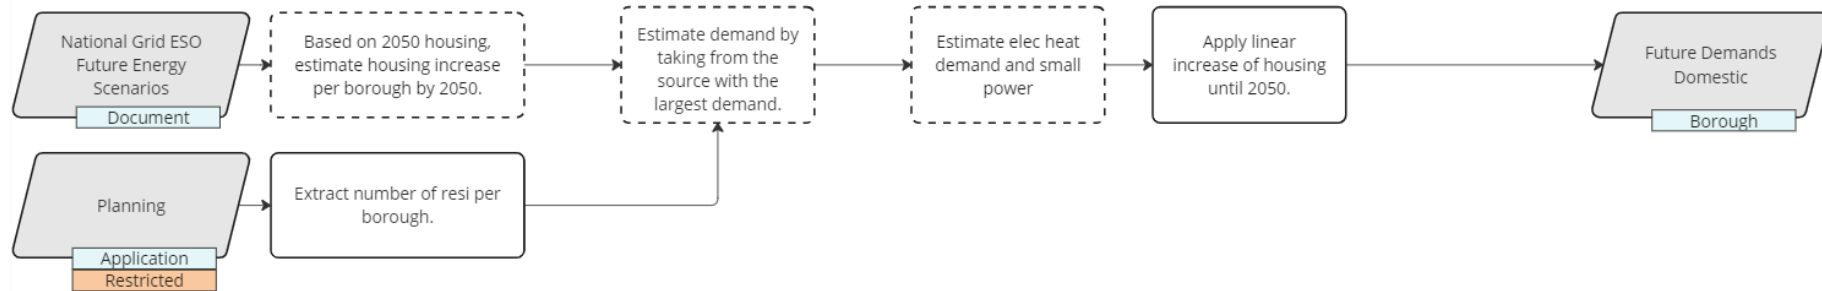 National Grid ESO
Future Energy
Scenarios
Document
Based on 2050 housing,
estimate housing increase
per borough by 2050.
Estimate demand by
taking from the
source with the
largest demand.
Estimate elec heat
demand and small
power
Apply linear
increase of housing
until 2050.
Future Demands
Domestic
Borough
Planning
Application
Restricted
Extract number of resi per
borough.